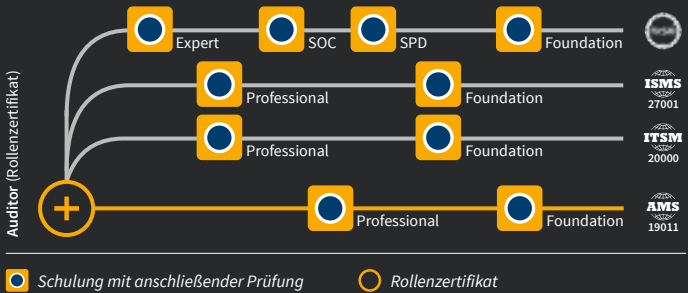 Expert
SOC
SPD
Foundation
Professional
Foundation
ISMS
27001
Professional
Foundation
ITSM
20000
Auditor (Rollenzertifikat)
Professional
Foundation
AMS
19011
Schulung mit anschließender Prüfung
Rollenzertifikat